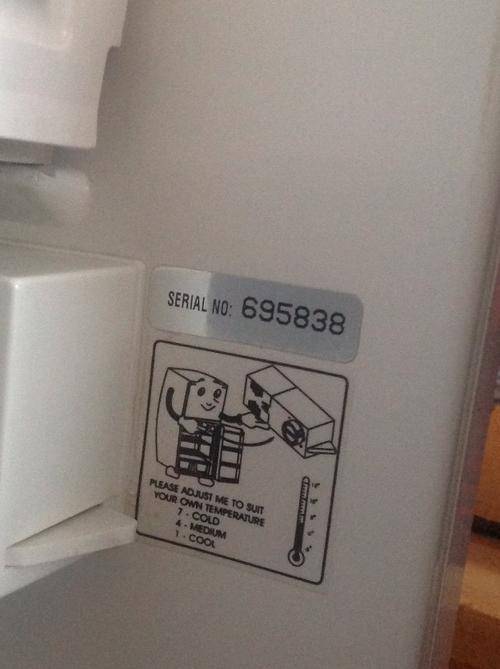 SERIAL NO: 695838
PLEASE ADJUST ME TO SUIT
YOUR OWN TEMPERATURE
7 - COLD
4 - MEDIUM
1 - COOL